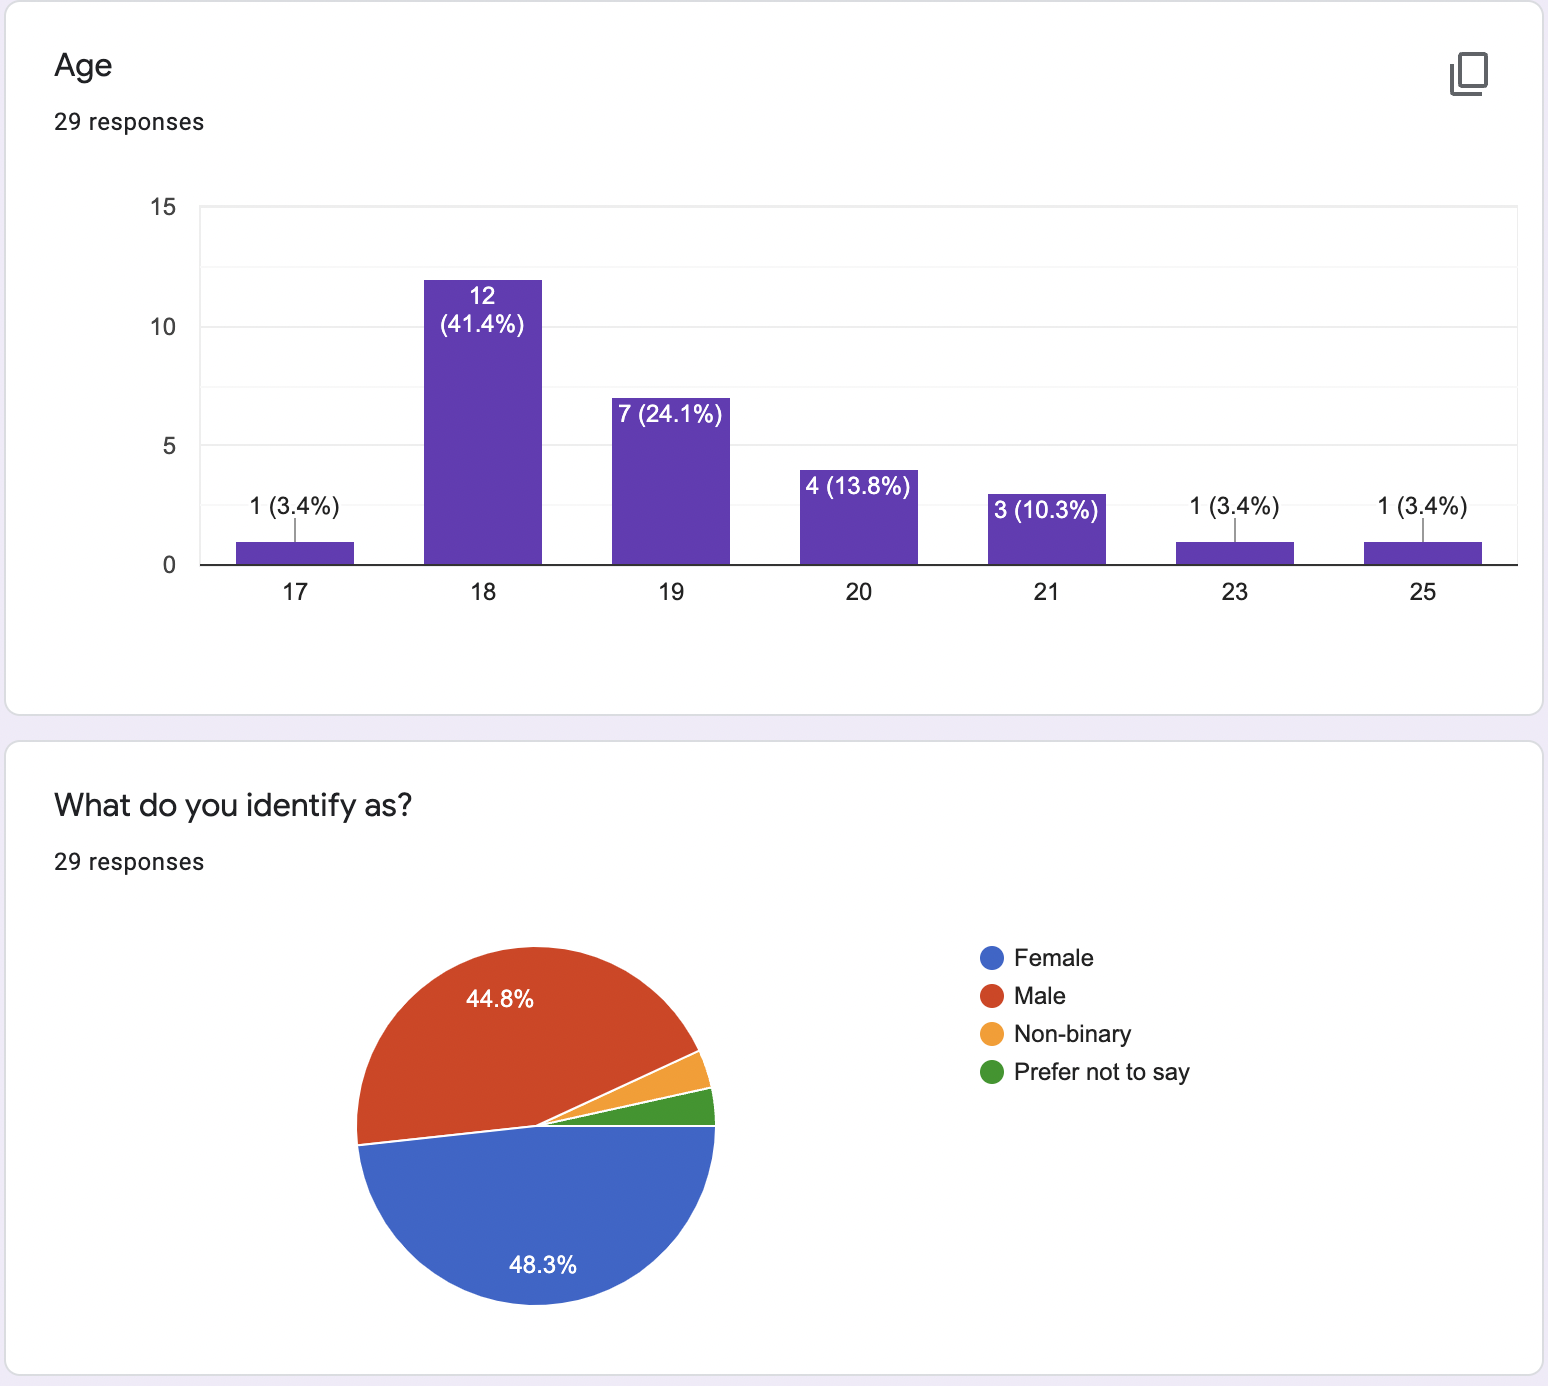 Age
29 responses
15
10
5
0
1 (3.4%)
12
(41.4%)
7 (24.1%)
4 (13.8%)
3 (10.3%)
1 (3.4%)
1 (3.4%)
17
18
19
20
21
23
25
What do you identify as?
29 responses
44.8%
48.3%
Female
Male
Non-binary
Prefer not to say